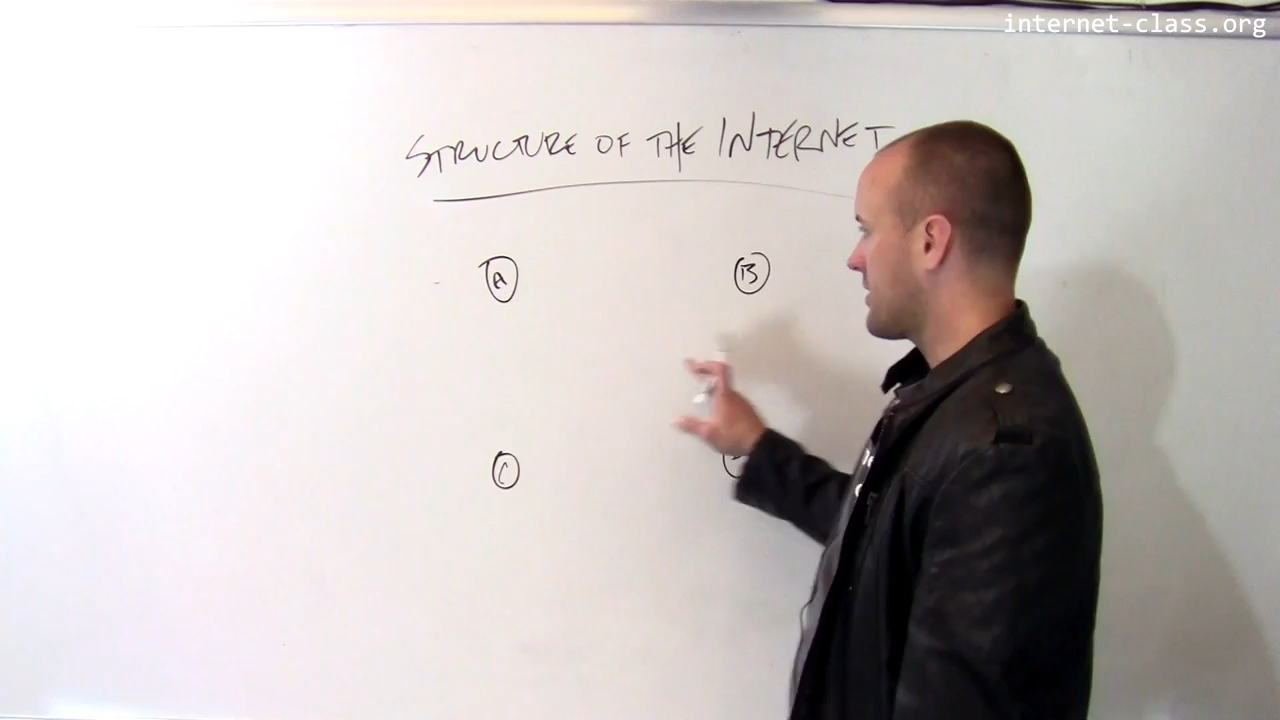 internet-class.org
STRUCTURE OF THE INTERNET
A B
C